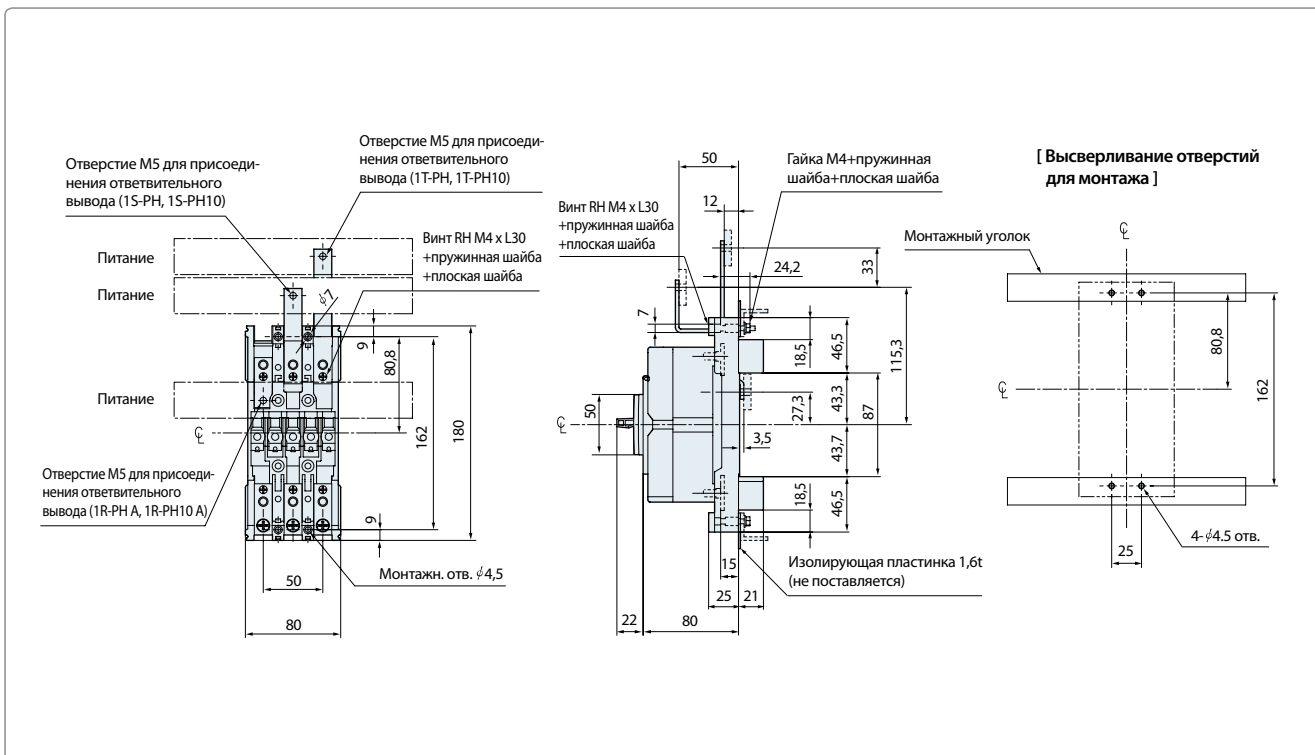 Отверстие М5 для присоеди-
нения ответвительного
вывода (1S-PH, 1S-PH10)
Отверстие М5 для присоеди-
нения ответвительного
вывода (1T-PH, 1T-PH10)
Винт RH M4 x L30
+пружинная шайба
+плоская шайба
Питание
Питание
Питание
ϕ7
9
80,8
162
180
℄
Отверстие М5 для присоеди-
нения ответвительного
вывода (1R-PH A, 1R-PH10 A)
9
Монтажн. отв. ϕ4,5
50
80
50
12
Гайка М4+пружинная
шайба+плоская шайба
Винт RH M4 x L30
+пружинная шайба
+плоская шайба
24,2
33
7
18,5
46,5
115,3
50
27,3
43,3
87
℄
3,5
43,7
18,5
46,5
15
Изолирующая пластинка 1,6t
(не поставляется)
25
21
22
80
[ Высверливание отверстий
для монтажа ]
℄
Монтажный уголок
80,8
162
℄
4-ϕ4.5 отв.
25